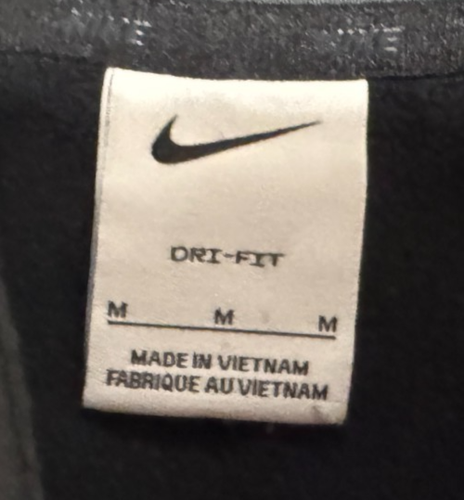 DRI-FIT
M M M
MADE IN VIETNAM
FABRIQUE AU VIETNAM